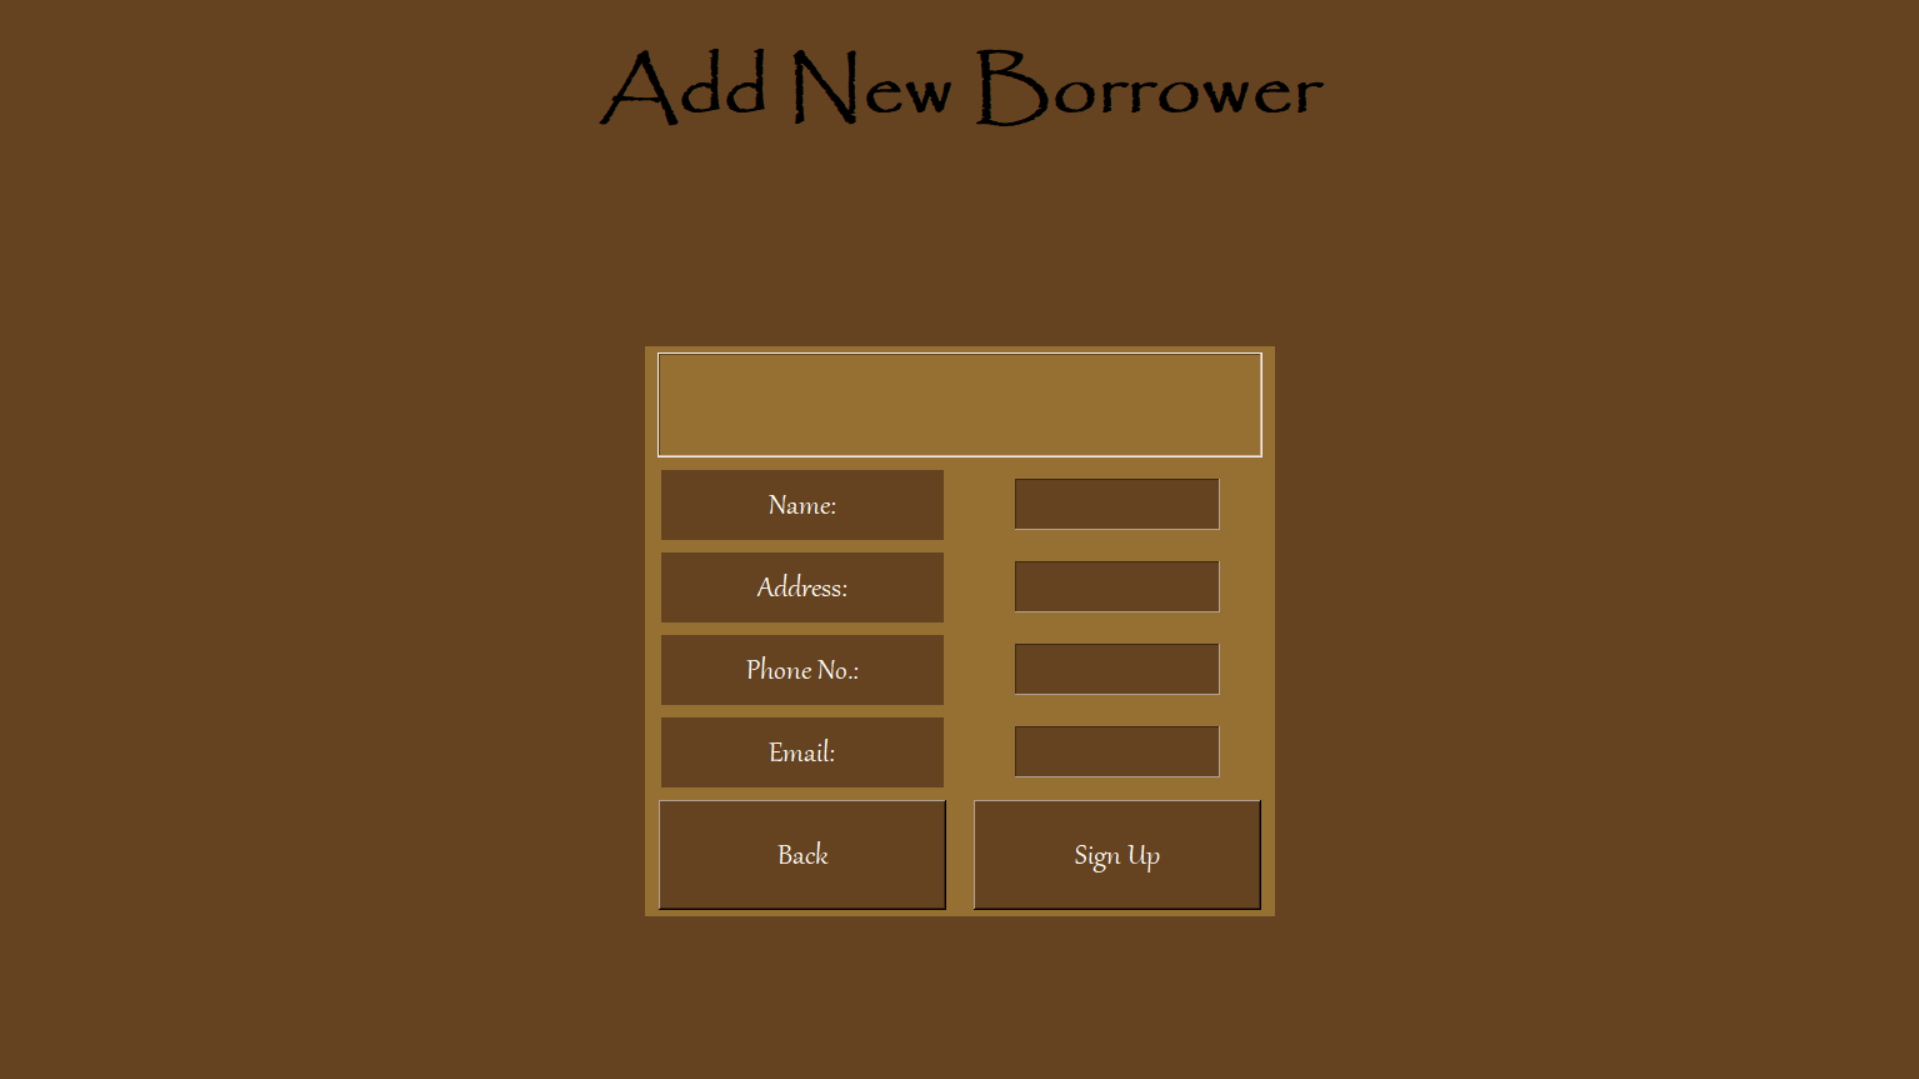 Add New Borrower
Name:
Address:
Phone No.:
Email:
Back
Sign Up